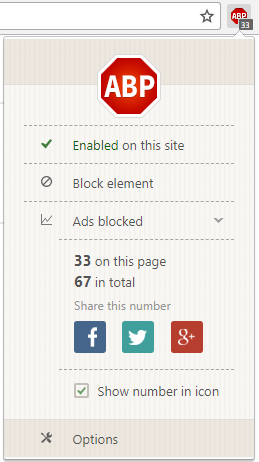 33
ABP
Enabled on this site
Block element
Ads blocked
33 on this page
67 in total
Share this number
f g+
Show number in icon
Options